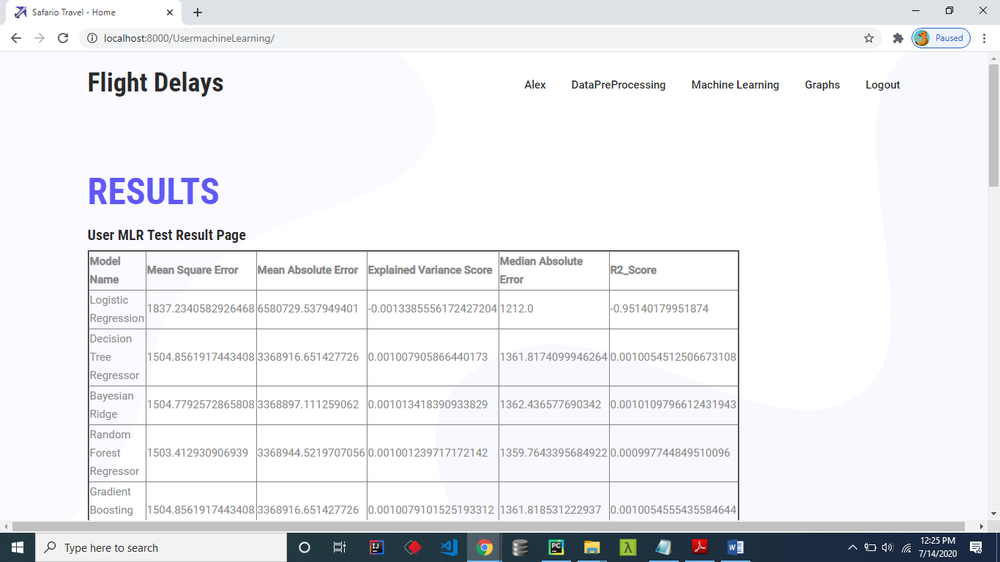 Safario Travel - Home
localhost:8000/UsermachineLearning/
Paused
Flight Delays
Alex DataPreProcessing Machine Learning Graphs Logout
RESULTS
User MLR Test Result Page
Model Name Mean Square Error Mean Absolute Error Explained Variance Score Median Absolute Error R2_Score
Logistic Regression 1837.2340582926468 6580729.537949401 -0.0013385556172427204 1212.0 -0.95140179951874
Decision Tree Regressor 1504.8561917443408 3368916.651427726 0.001007905866440173 1361.8174099946264 0.0010054512506673108
Bayesian Ridge 1504.7792572865808 3368897.111259062 0.001013418390933829 1362.436577690342 0.0010109796612431943
Random Forest Regressor 1503.412930906939 3368944.5219707056 0.001001239717172142 1359.7643395684922 0.000997744849510096
Gradient Boosting 1504.8561917443408 3368916.651427726 0.0010079101525193312 1361.818531222937 0.0010054555435584644
Type here to search
12:25 PM
7/14/2020